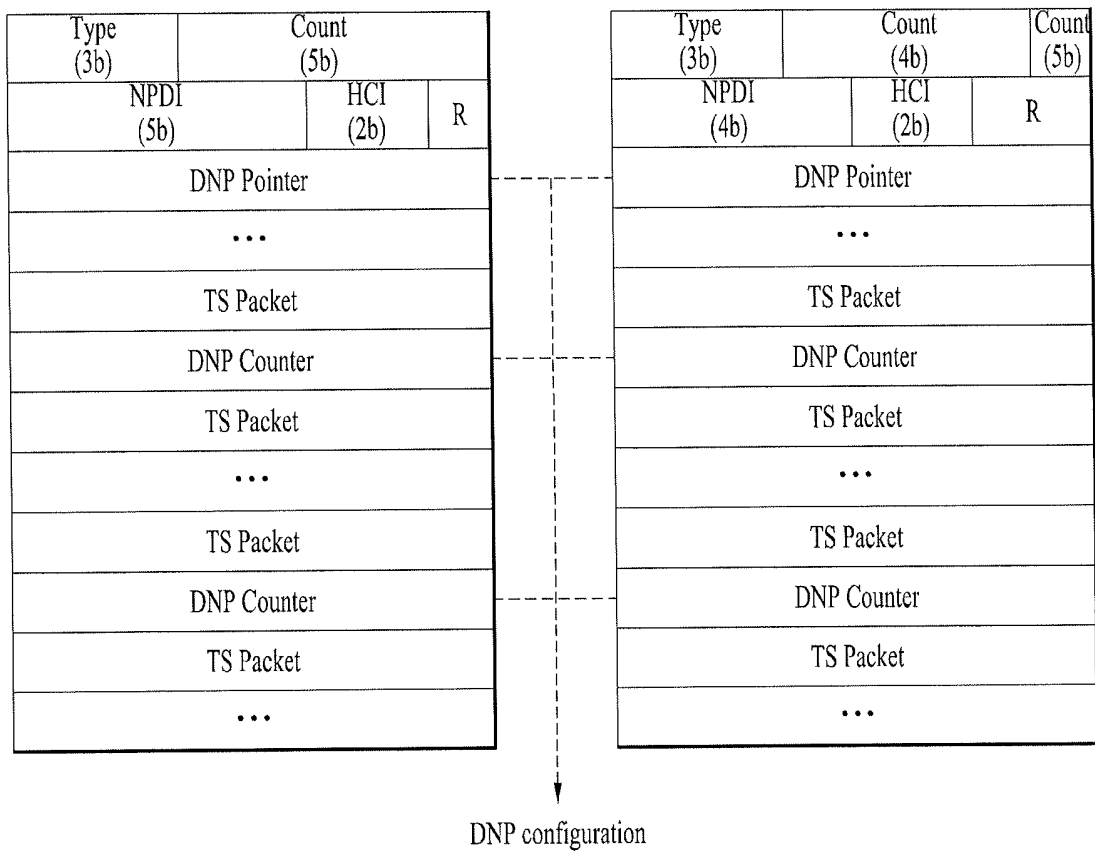 Type Count
(3b) (5b)
NPDI HCI R
(5b) (2b)
DNP Pointer
...
TS Packet
DNP Counter
TS Packet
...
TS Packet
DNP Counter
TS Packet
...
Type Count Count
(3b) (4b) (5b)
NPDI HCI R
(4b) (2b)
DNP Pointer
...
TS Packet
DNP Counter
TS Packet
...
TS Packet
DNP Counter
TS Packet
...
DNP configuration